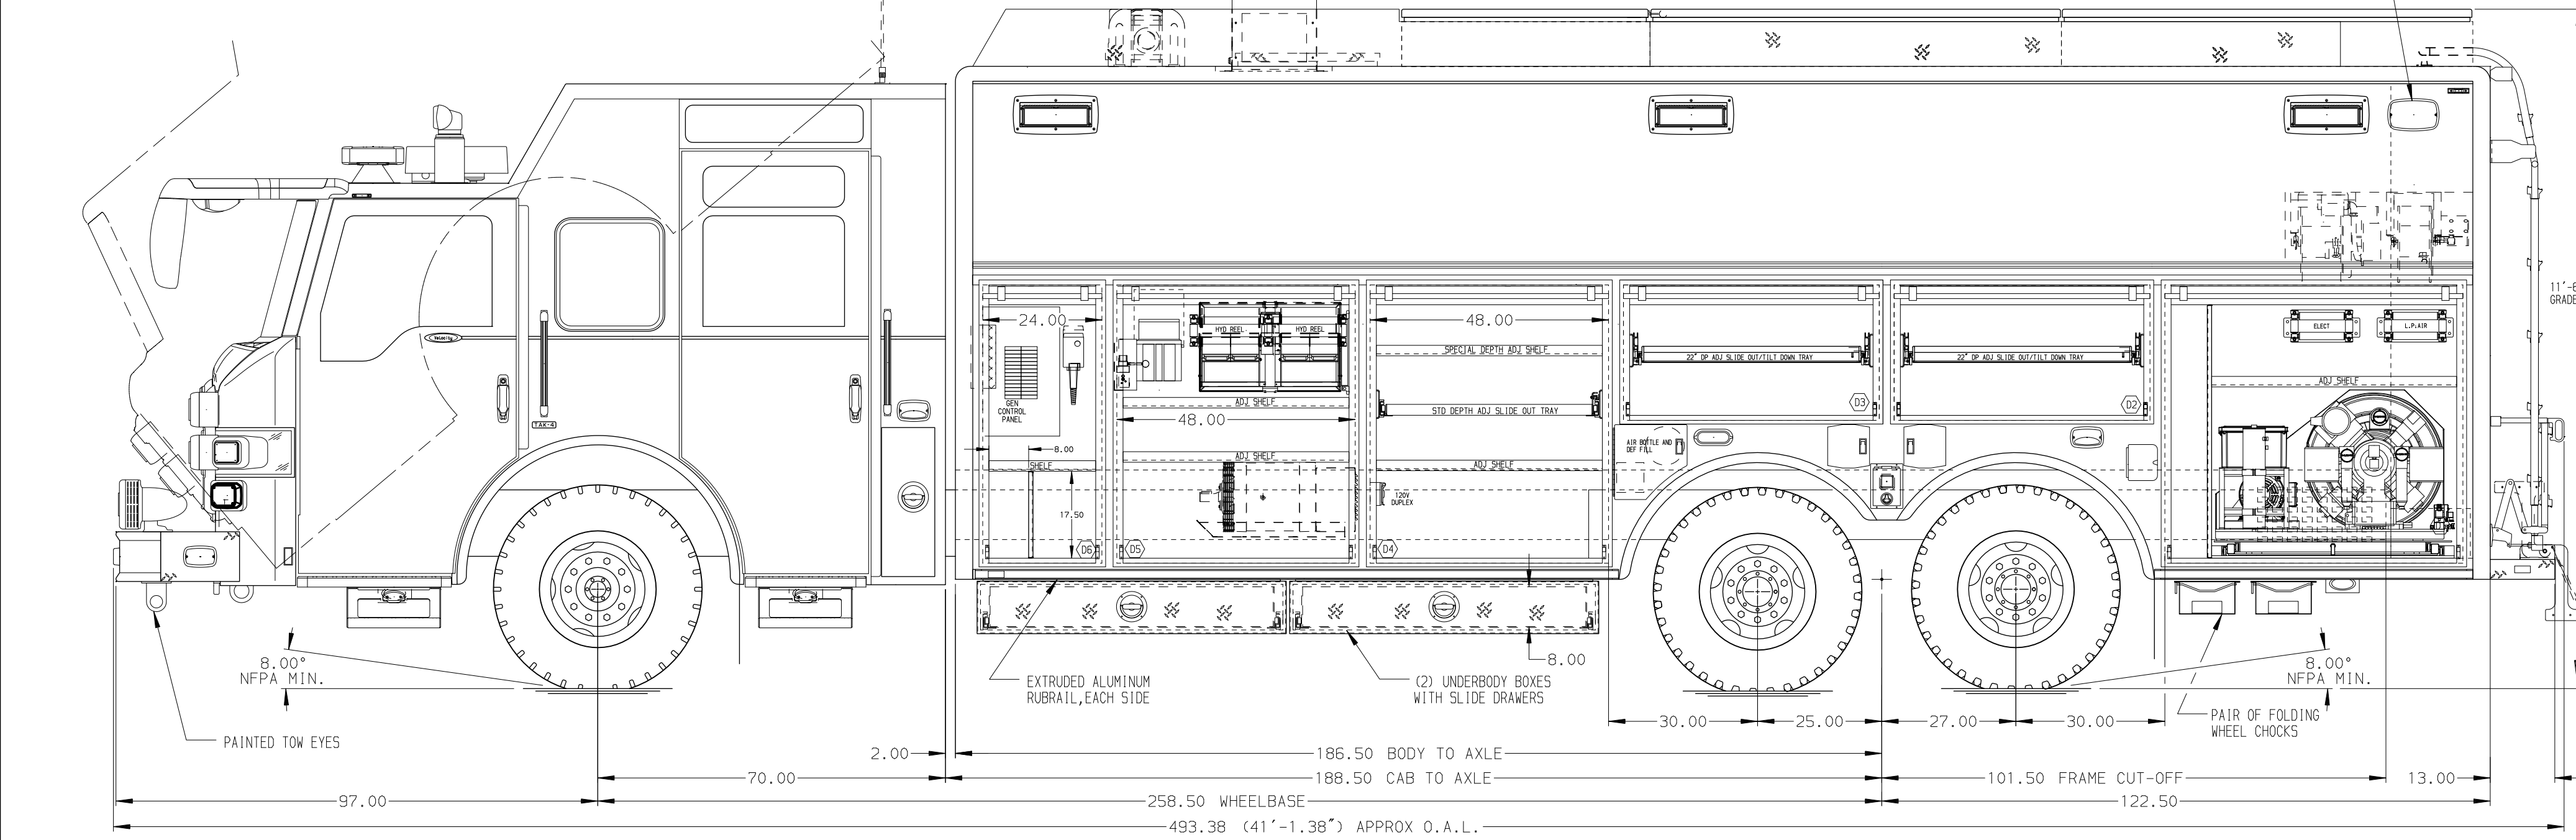 11'-6
GRADE
24.00
HYD REEL
HYD REEL
48.00
ELECT
L.P.AIR
Velocity
SPECIAL DEPTH ADJ SHELF
22" DP ADJ SLIDE OUT/TILT DOWN TRAY
22" DP ADJ SLIDE OUT/TILT DOWN TRAY
ADJ SHELF
GEN
CONTROL
PANEL
ADJ SHELF
D3
D2
STD DEPTH ADJ SLIDE OUT TRAY
48.00
TAK-4
AIR BOTTLE AND
DEF FILL
8.00
SHELF
ADJ SHELF
ADJ SHELF
120V
DUPLEX
17.50
D6
D5
D4
8.00°
NFPA MIN.
8.00
8.00°
NFPA MIN.
EXTRUDED ALUMINUM
RUBRAIL,EACH SIDE
(2) UNDERBODY BOXES
WITH SLIDE DRAWERS
30.00
25.00
27.00
30.00
PAIR OF FOLDING
WHEEL CHOCKS
PAINTED TOW EYES
2.00
186.50 BODY TO AXLE
70.00
188.50 CAB TO AXLE
101.50 FRAME CUT-OFF
13.00
97.00
258.50 WHEELBASE
122.50
493.38 (41'-1.38") APPROX O.A.L.